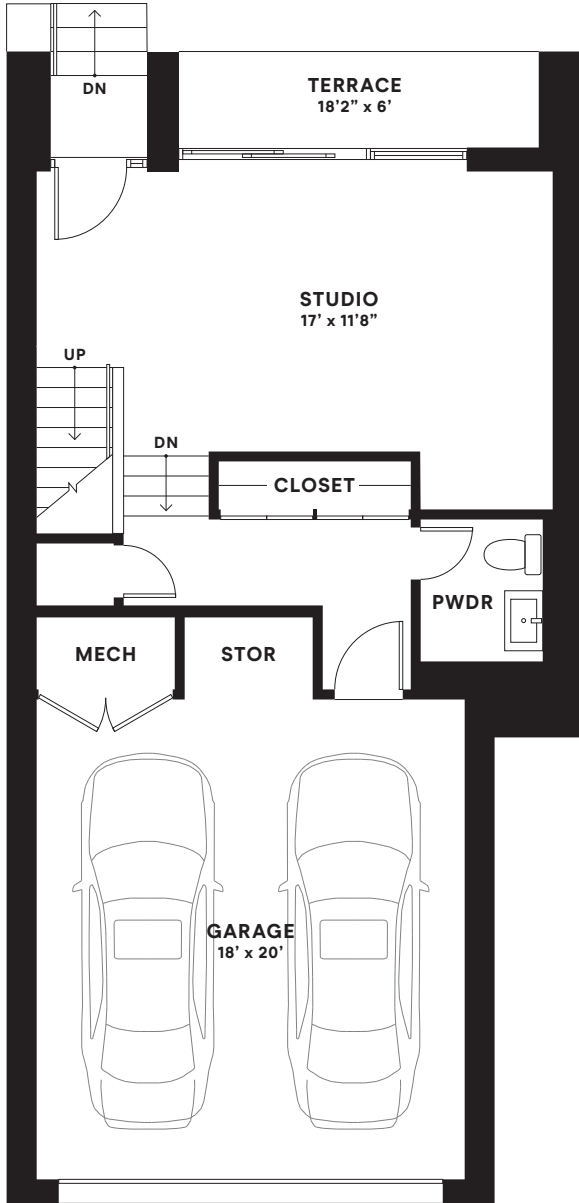 DN
TERRACE
18'2" x 6'
STUDIO
17' x 11'8"
UP
DN
CLOSET
PWDR
MECH
STOR
GARAGE
18' x 20'